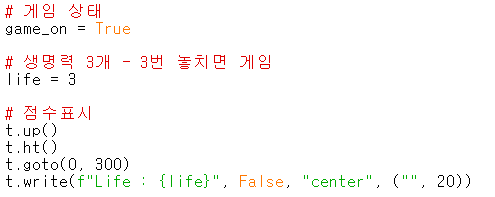 # 게임 상태
game_on = True
# 생명력 3개 - 3번 놓치면 게임
life = 3
# 점수표시
t.up()
t.ht()
t.goto(0, 300)
t.write(f"Life : {life}", False, "center", ("", 20))